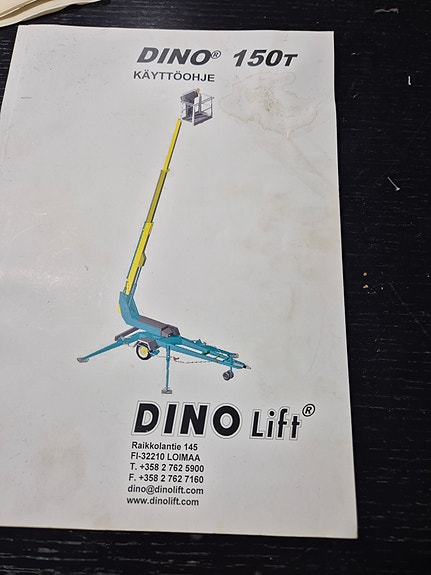 DINO® 150T
KÄYTTÖOHJE
DINO Lift®
Raikkolantie 145
FI-32210 LOIMAA
T. +358 2 762 5900
F. +358 2 762 7160
dino@dinolift.com
www.dinolift.com